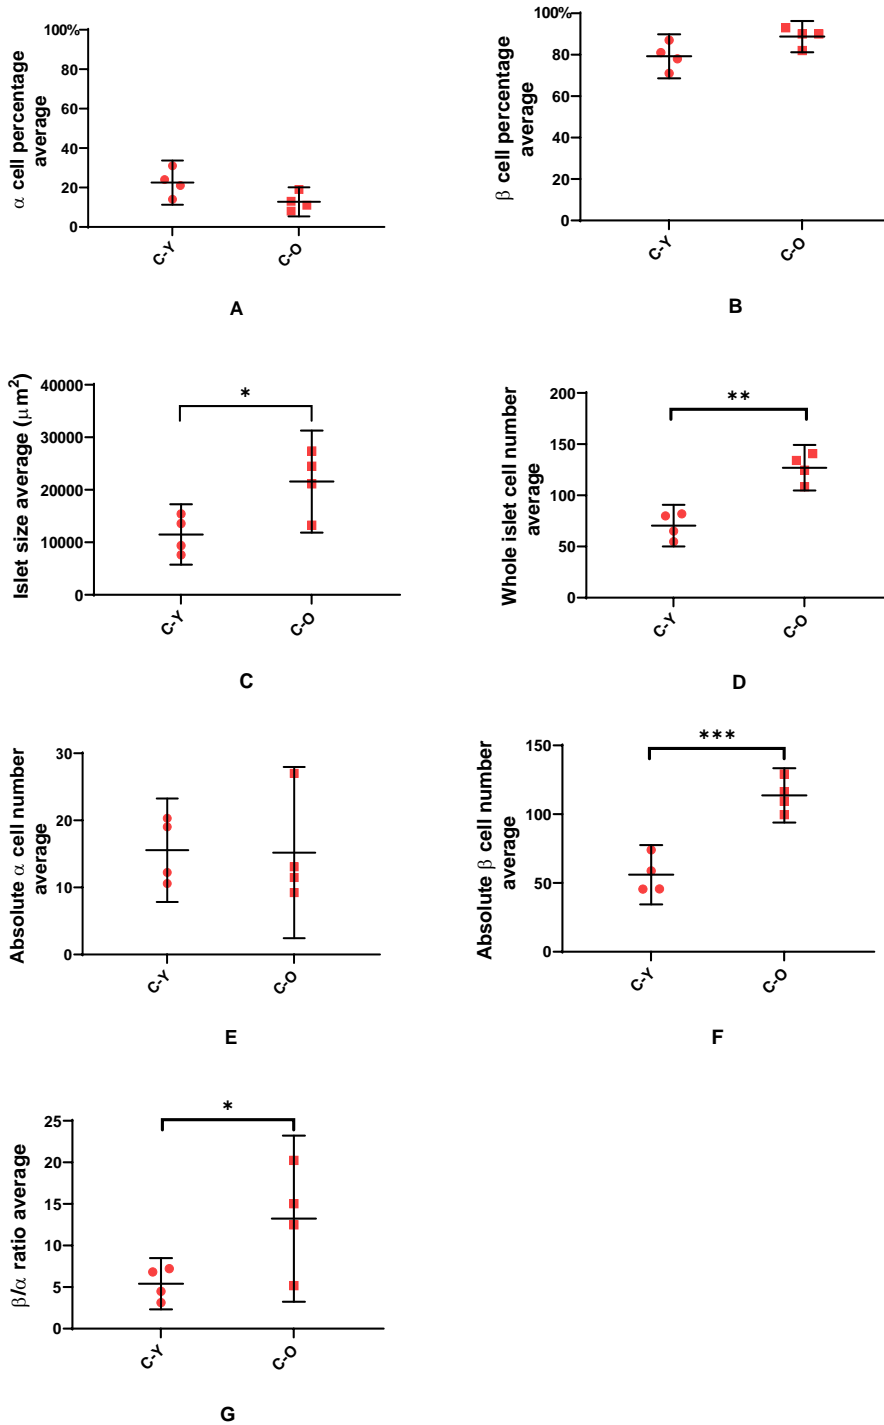 α cell percentage
average
100%
80
60
40
20
0
C-Y
C-O
A
β cell percentage
average
100%
80
60
40
20
0
C-Y
C-O
B
Islet size average (μm²)
40000
30000
20000
10000
0
*
C-Y
C-O
C
Whole islet cell number
average
200
150
100
50
0
**
C-Y
C-O
D
Absolute α cell number
average
30
20
10
0
C-Y
C-O
E
Absolute β cell number
average
150
100
50
0
***
C-Y
C-O
F
β/α ratio average
25
20
15
10
5
0
*
C-Y
C-O
G